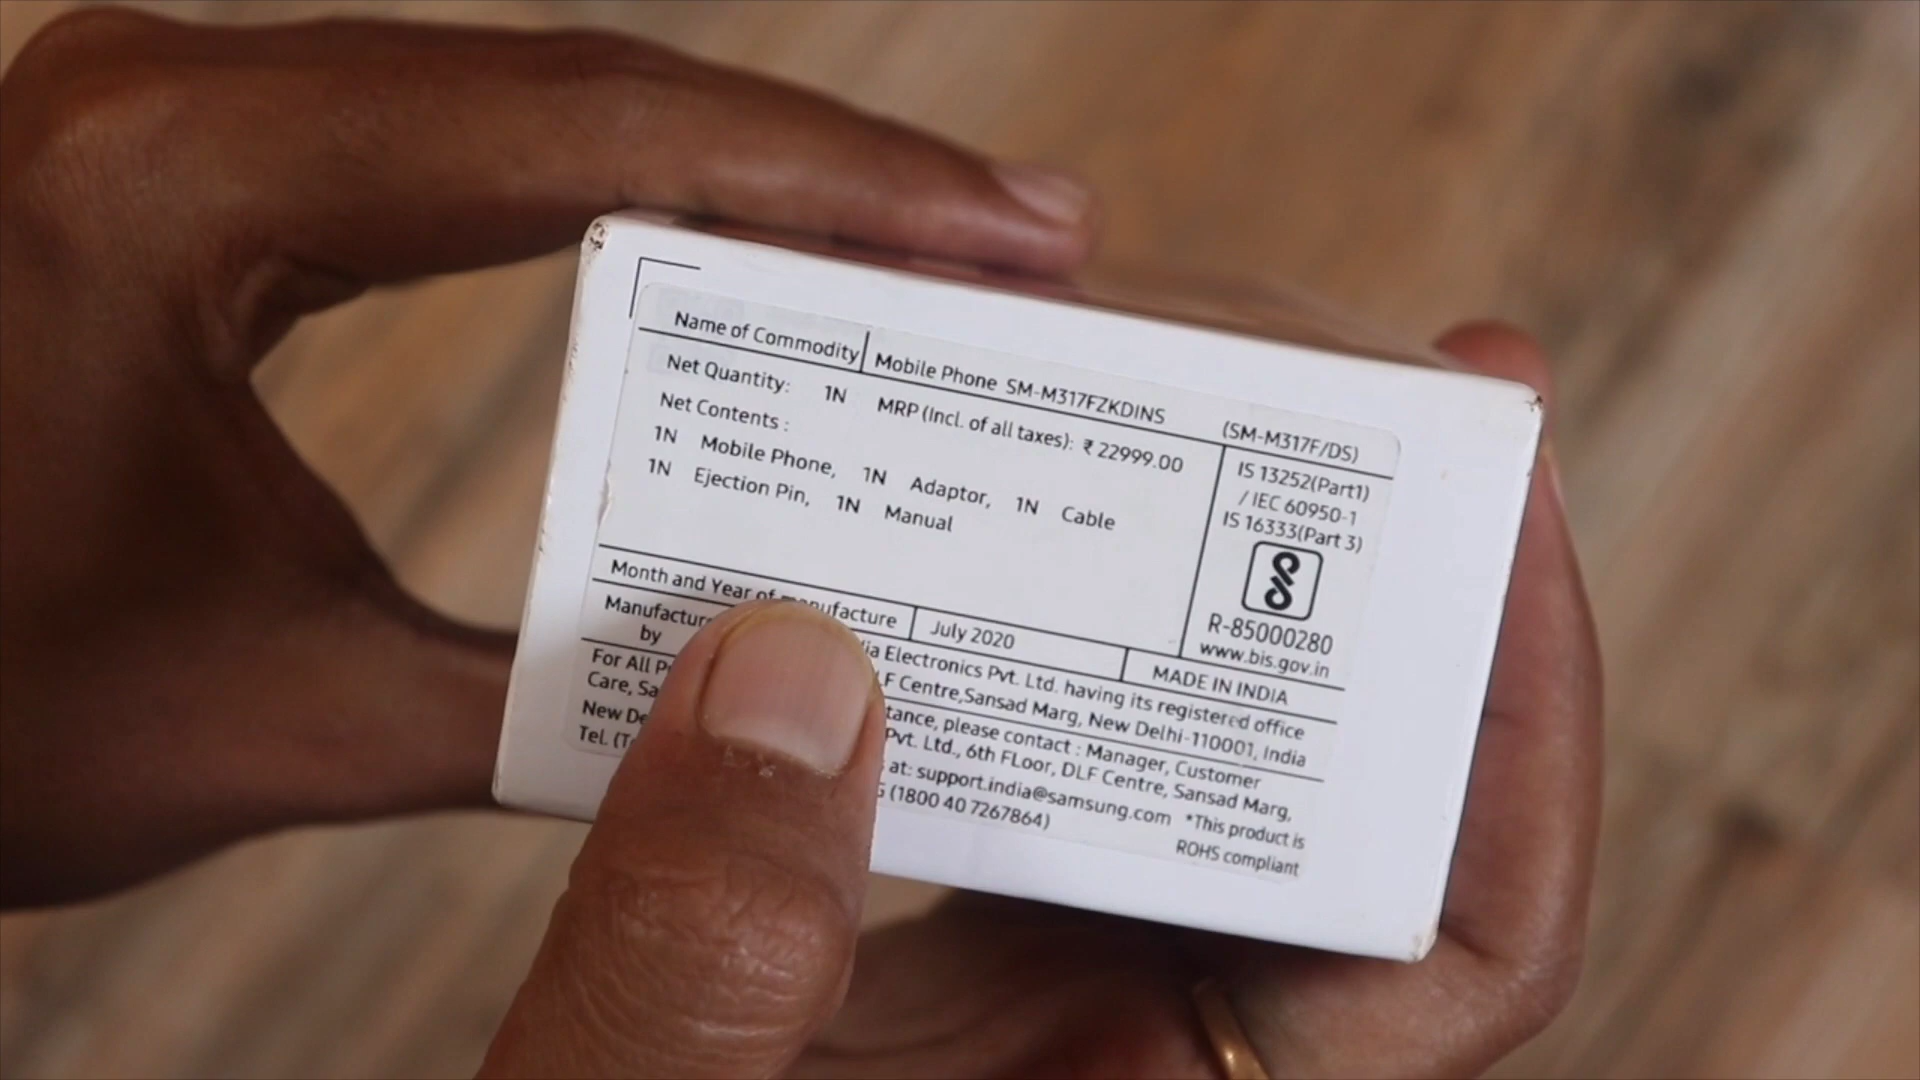 Name of Commodity Mobile Phone SM-M317FZKDINS (SM-M317F/DS)
Net Quantity: 1N MRP (Incl. of all taxes): ₹ 22999.00
Net Contents :
1N Mobile Phone, 1N Adaptor, 1N Cable
1N Ejection Pin, 1N Manual
IS 13252(Part1)
/ IEC 60950-1
IS 16333(Part 3)
R-85000280
www.bis.gov.in
Month and Year of manufacture July 2020
MADE IN INDIA
by
Electronics Pvt. Ltd. having its registered office
Centre,Sansad Marg, New Delhi-110001, India
For All please contact : Manager, Customer
Care, Pvt. Ltd., 6th FLoor, DLF Centre, Sansad Marg,
New at: support.india@samsung.com
Tel. (1800 40 7267864)
*This product is
ROHS compliant